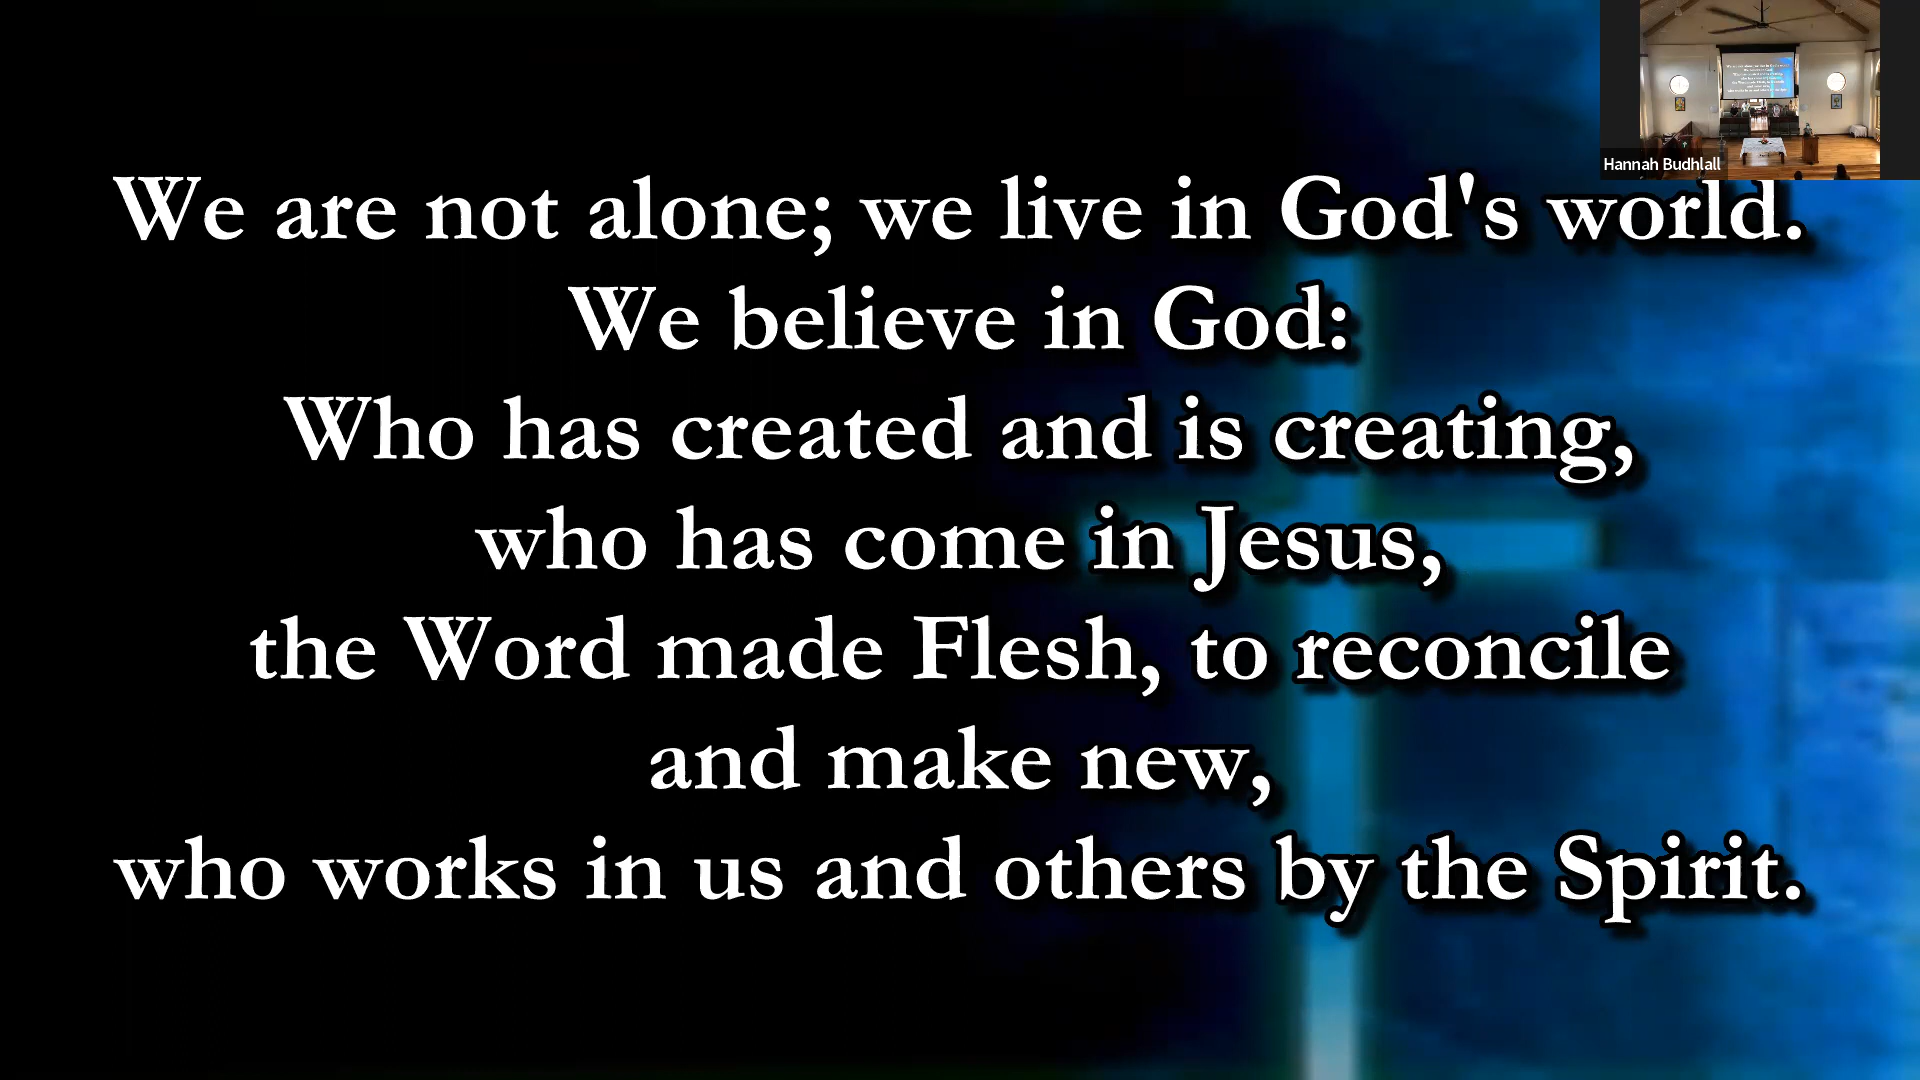 Hannah Budhlall
We are not alone; we live in God's world.
We believe in God:
Who has created and is creating,
who has come in Jesus,
the Word made Flesh, to reconcile
and make new,
who works in us and others by the Spirit.